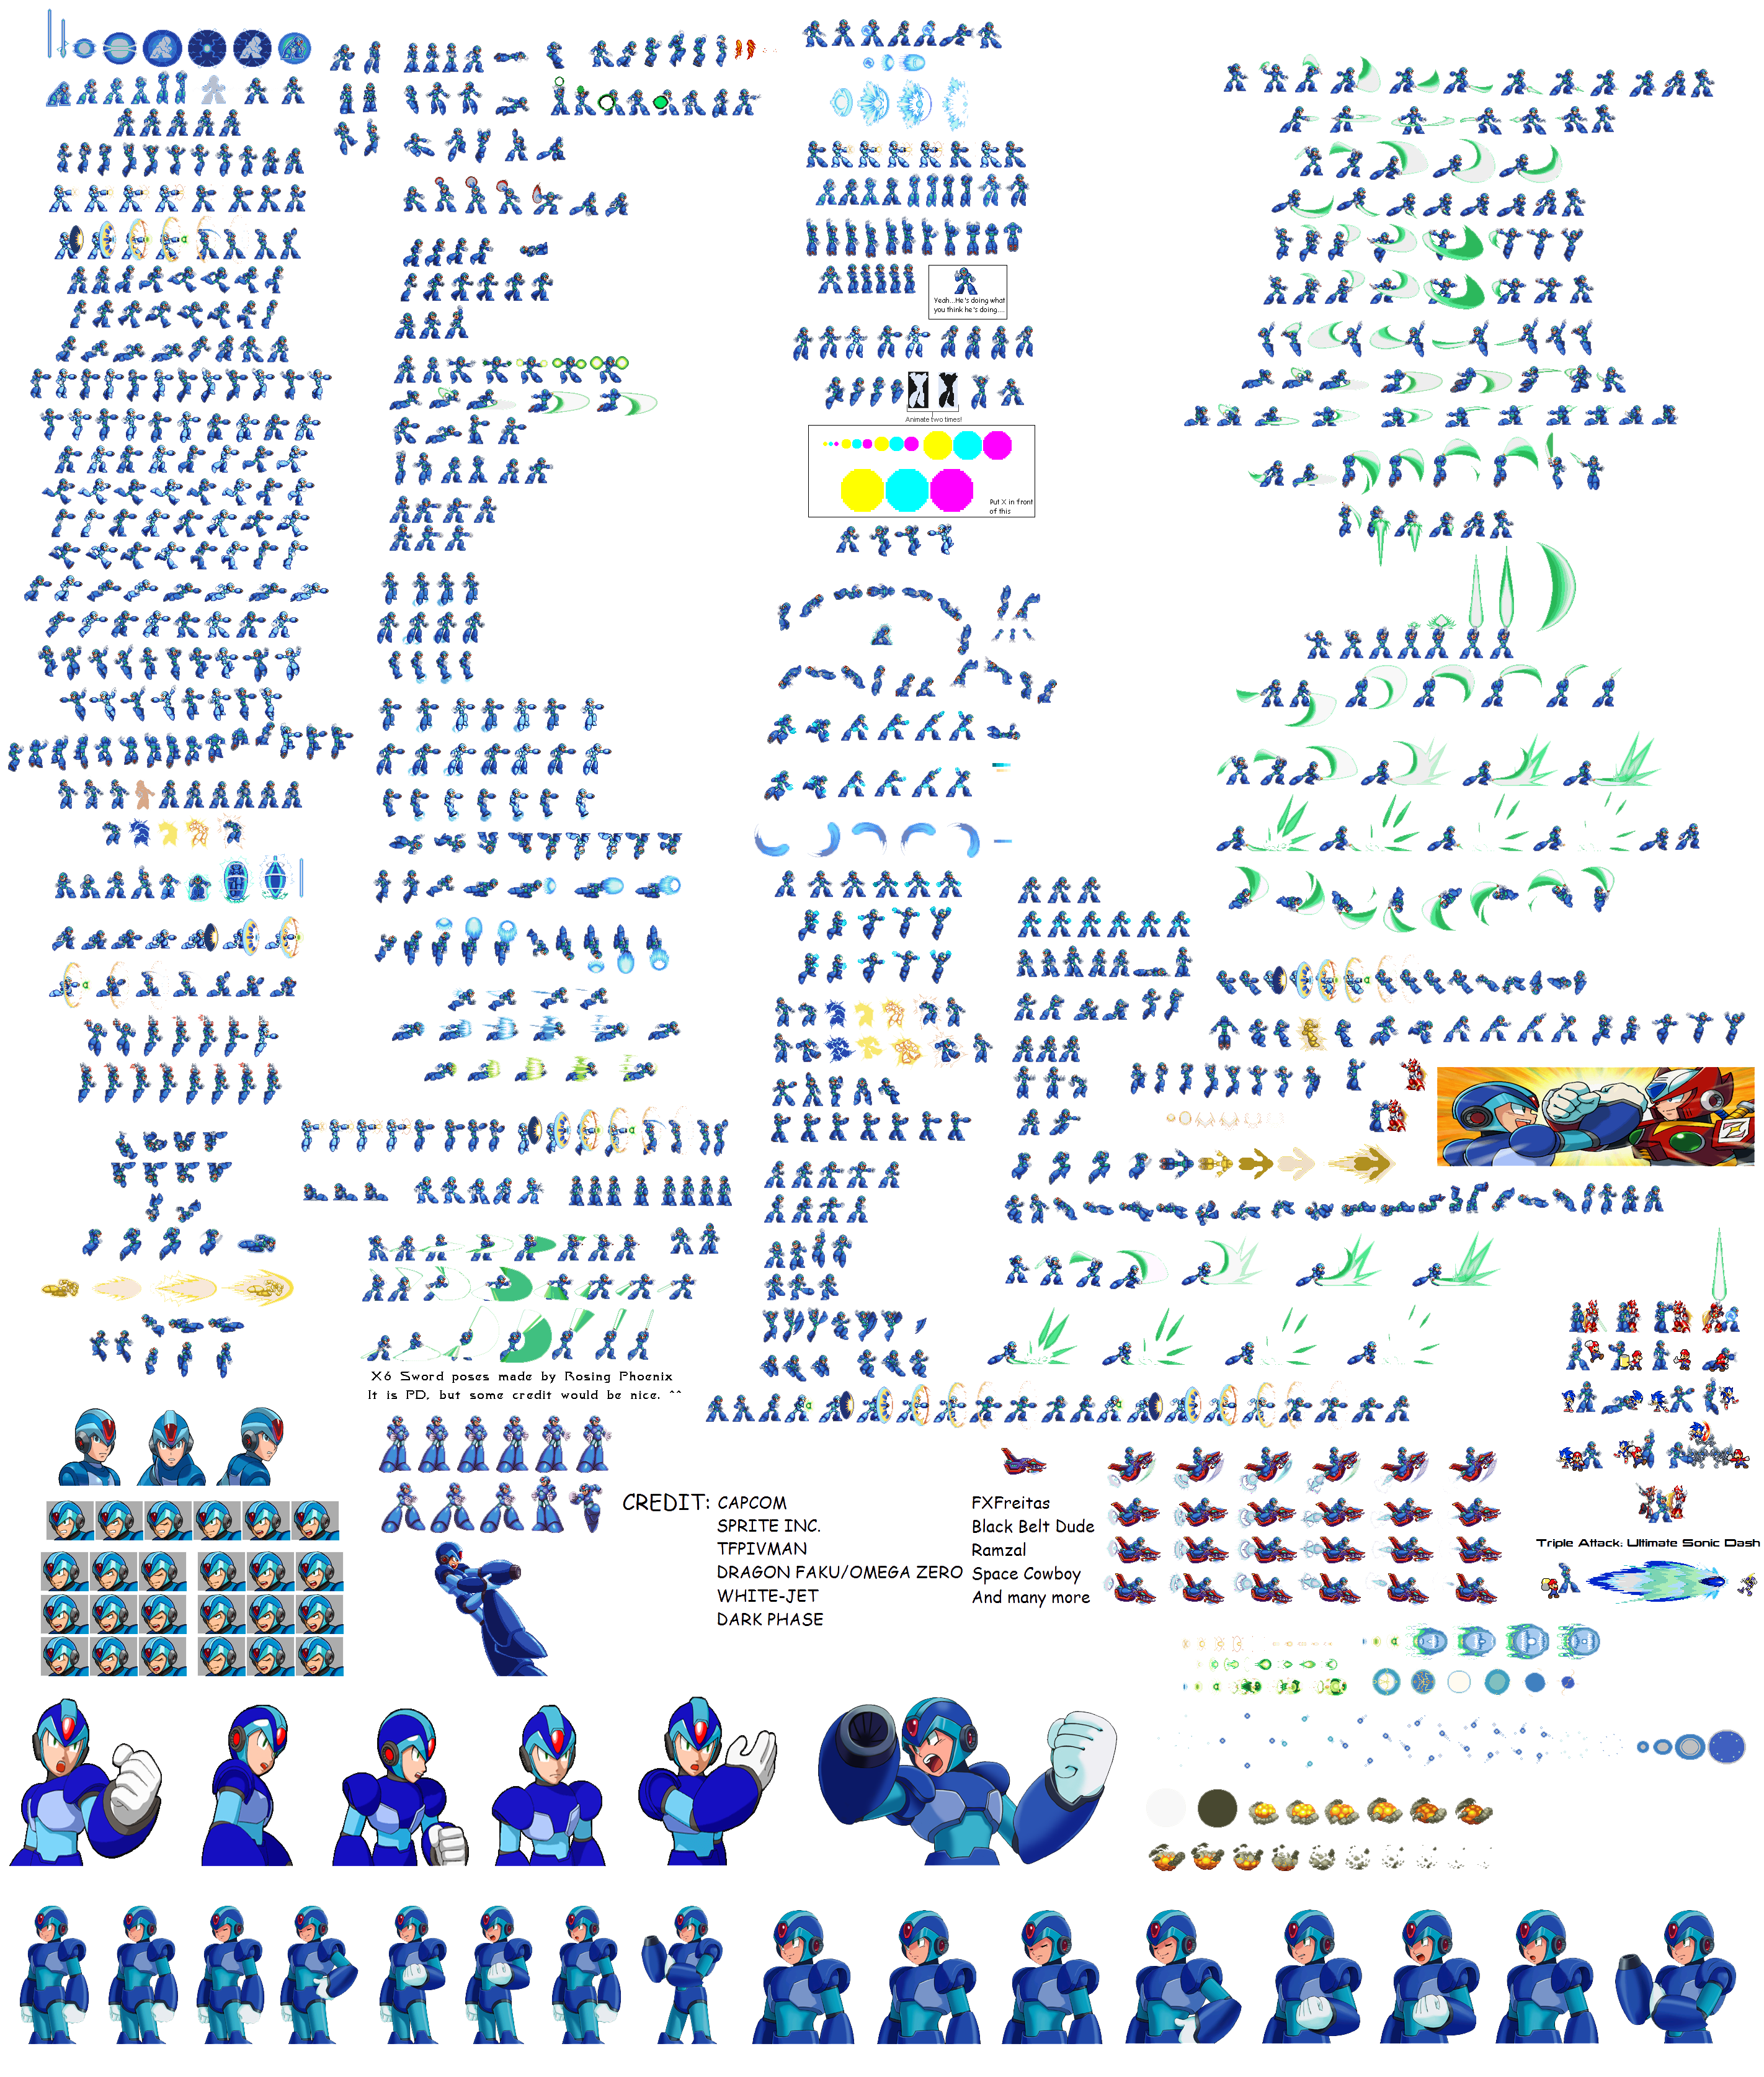 Yeah...He's doing what
you think he's doing....
Animate two times!
Put X in front
of this
X6 Sword poses made by Rosing Phoenix
It is PD, but some credit would be nice. ^^
CREDIT: CAPCOM
SPRITE INC.
TFPIVMAN
DRAGON FAKU/OMEGA ZERO
WHITE-JET
DARK PHASE
FXFreitas
Black Belt Dude
Ramzal
Space Cowboy
And many more
Triple Attack: Ultimate Sonic Dash